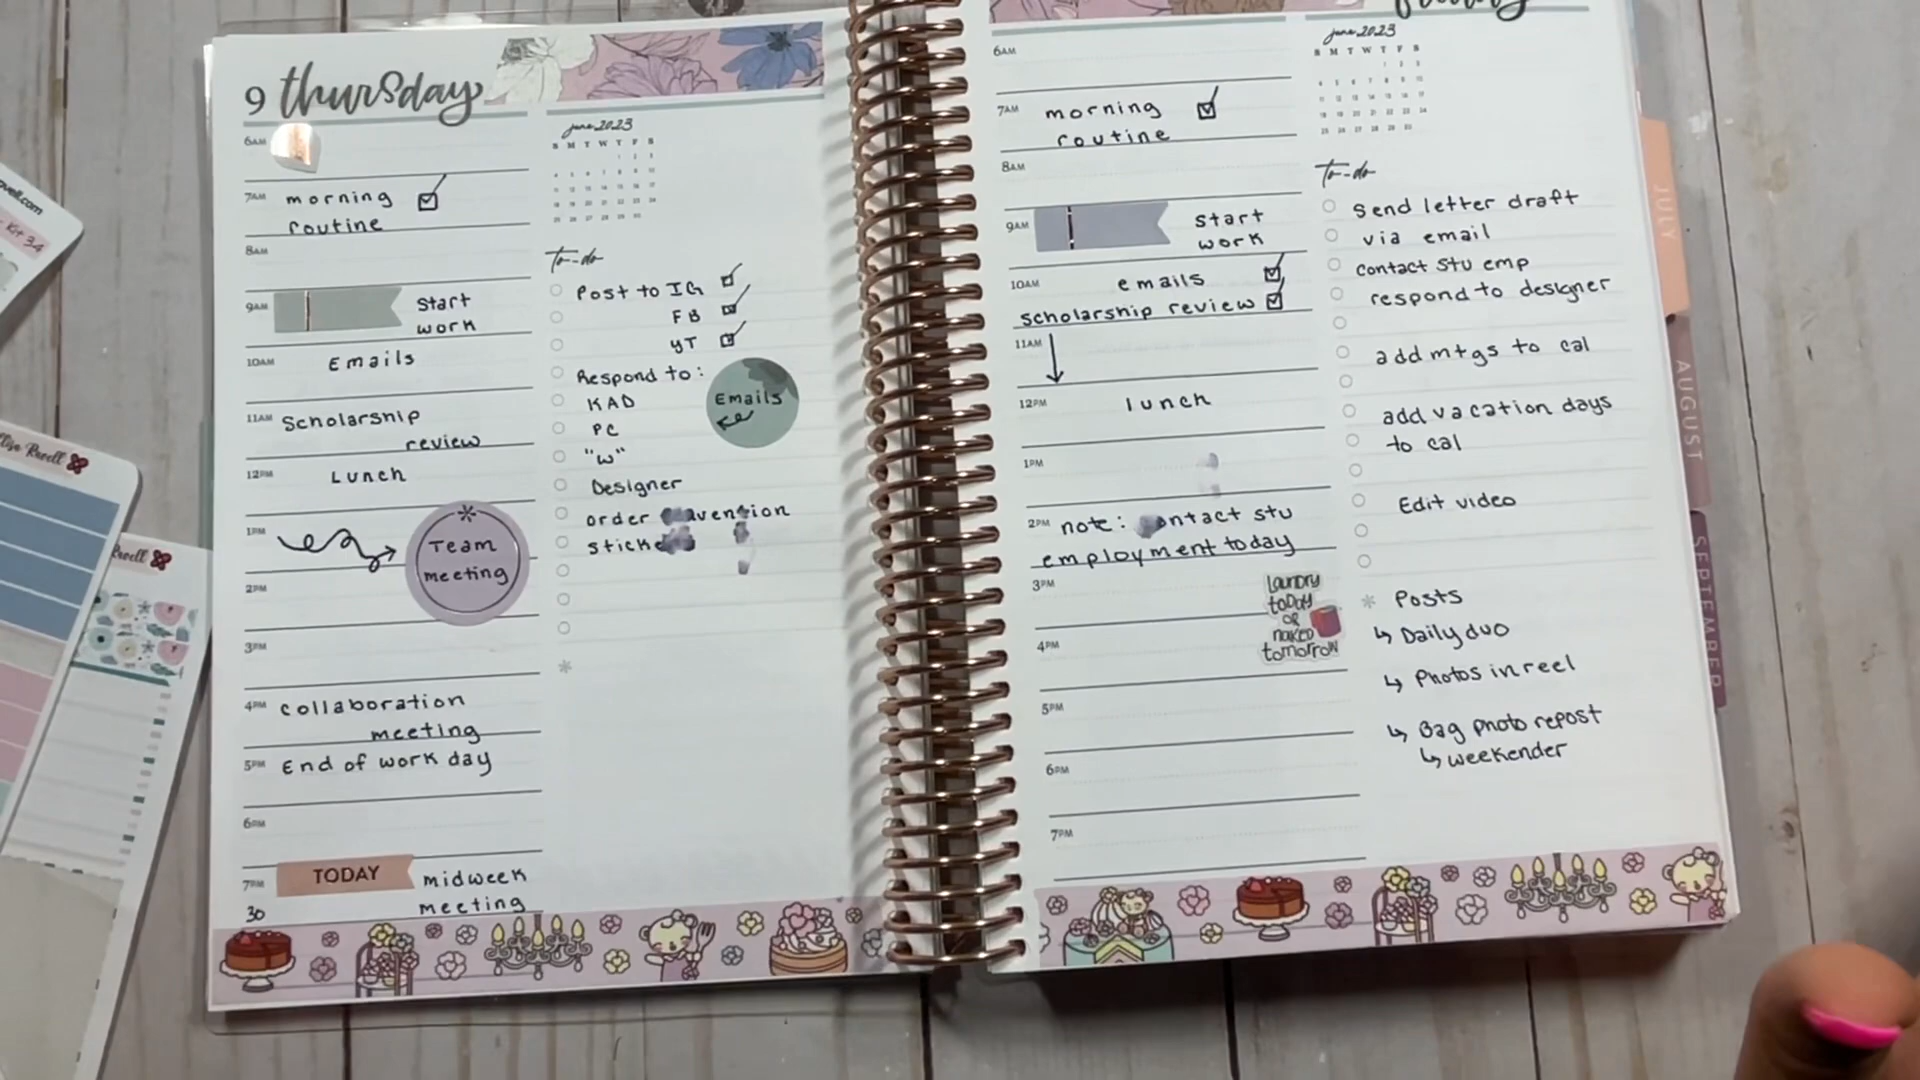 9 thursday
6AM
7AM morning
routine
8AM
9AM start
work
10AM Emails
11AM Scholarship
review
12PM Lunch
1PM
Team
meeting
2PM
3PM
4PM collaboration
meeting
5PM End of work day
6PM
7PM TODAY midweek
30 meeting
june 2023
S M T W T F S
to-do
Post to IG
FB
YT
Respond to:
KAD
Emails
PC
"W"
Designer
order
sticke
june 2023
S M T W T F S
6AM
7AM morning
routine
8AM
9AM start
work
10AM emails
scholarship review
11AM
12PM lunch
1PM
2PM note: contact stu
employment today
3PM
laundry
today
or
naked
tomorrow
4PM
5PM
6PM
7PM
to-do
send letter draft
via email
contact stu emp
respond to designer
add mtgs to cal
add vacation days
to cal
Edit video
Posts
Daily duo
Photos in reel
Bag photo repost
weekender
JULY
AUGUST
SEPTEMBER
Kit 34